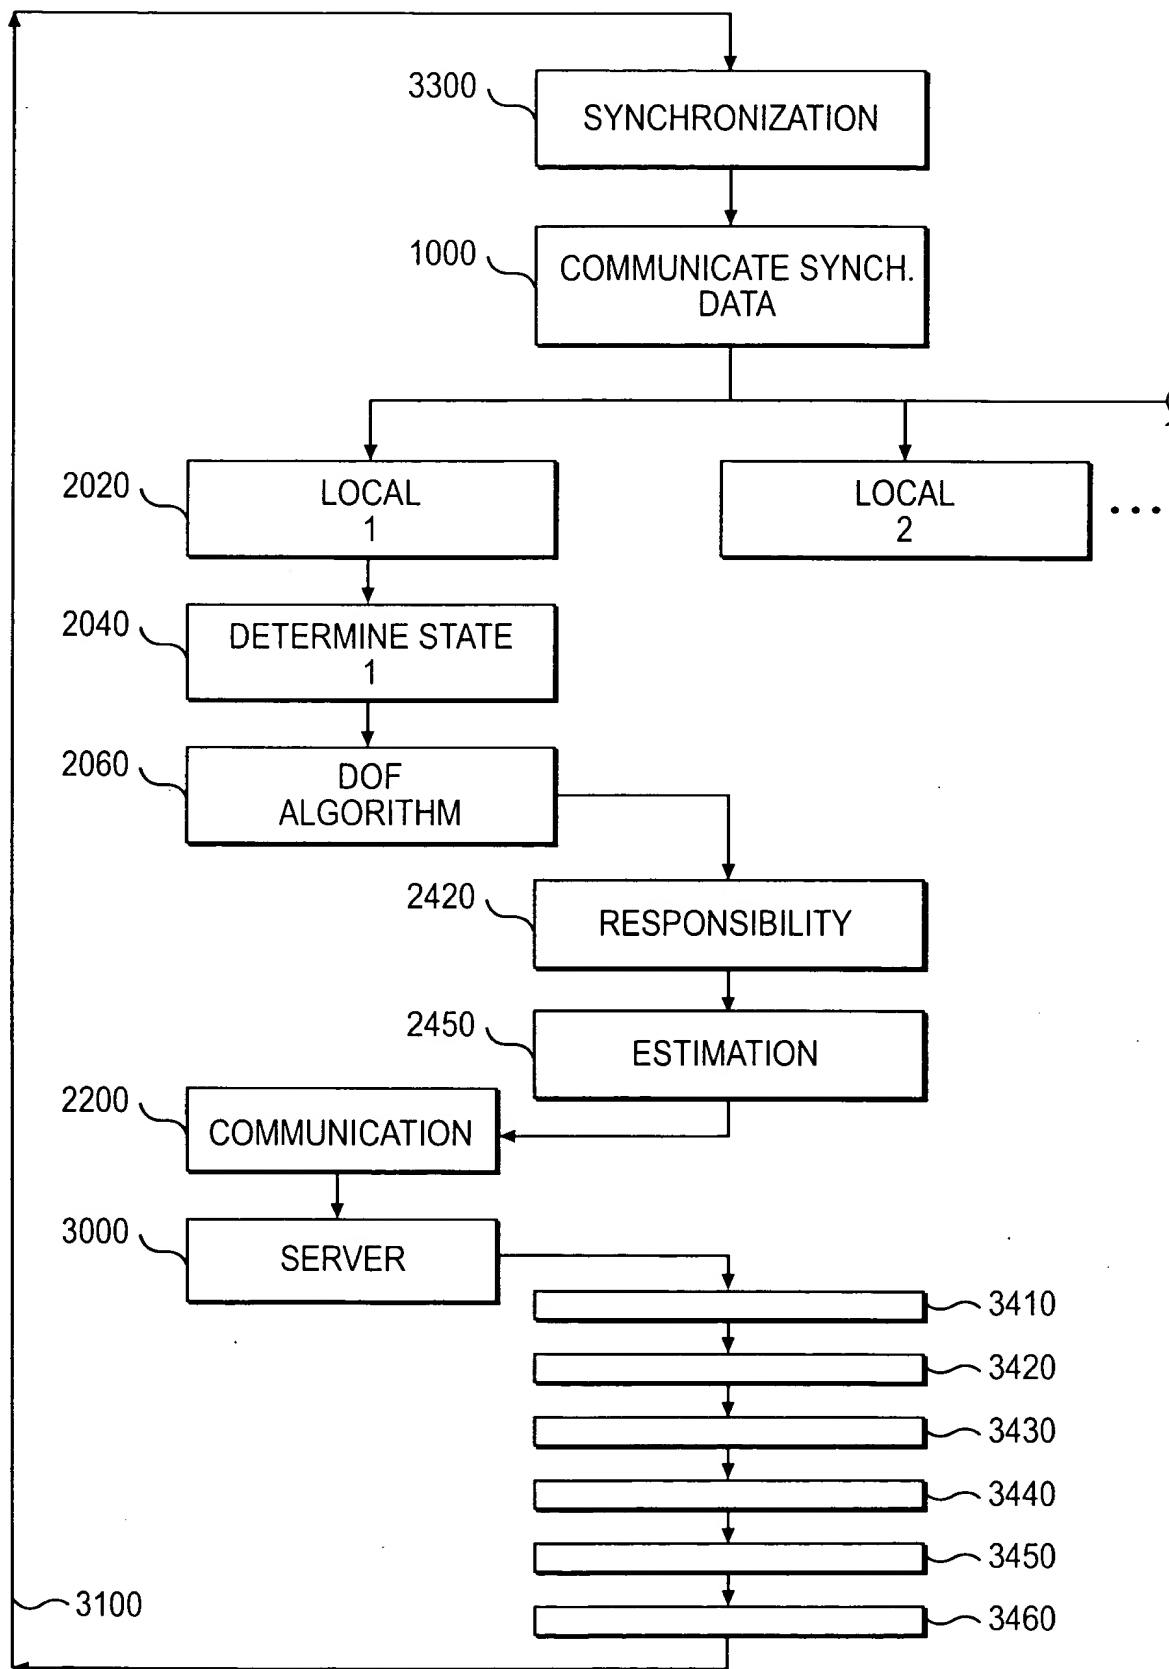 3300
SYNCHRONIZATION
1000
COMMUNICATE SYNCH.
DATA
2020
LOCAL
1
LOCAL
2
...
2040
DETERMINE STATE
1
2060
DOF
ALGORITHM
2420
RESPONSIBILITY
2450
ESTIMATION
2200
COMMUNICATION
3000
SERVER
3410
3420
3430
3440
3450
3460
3100